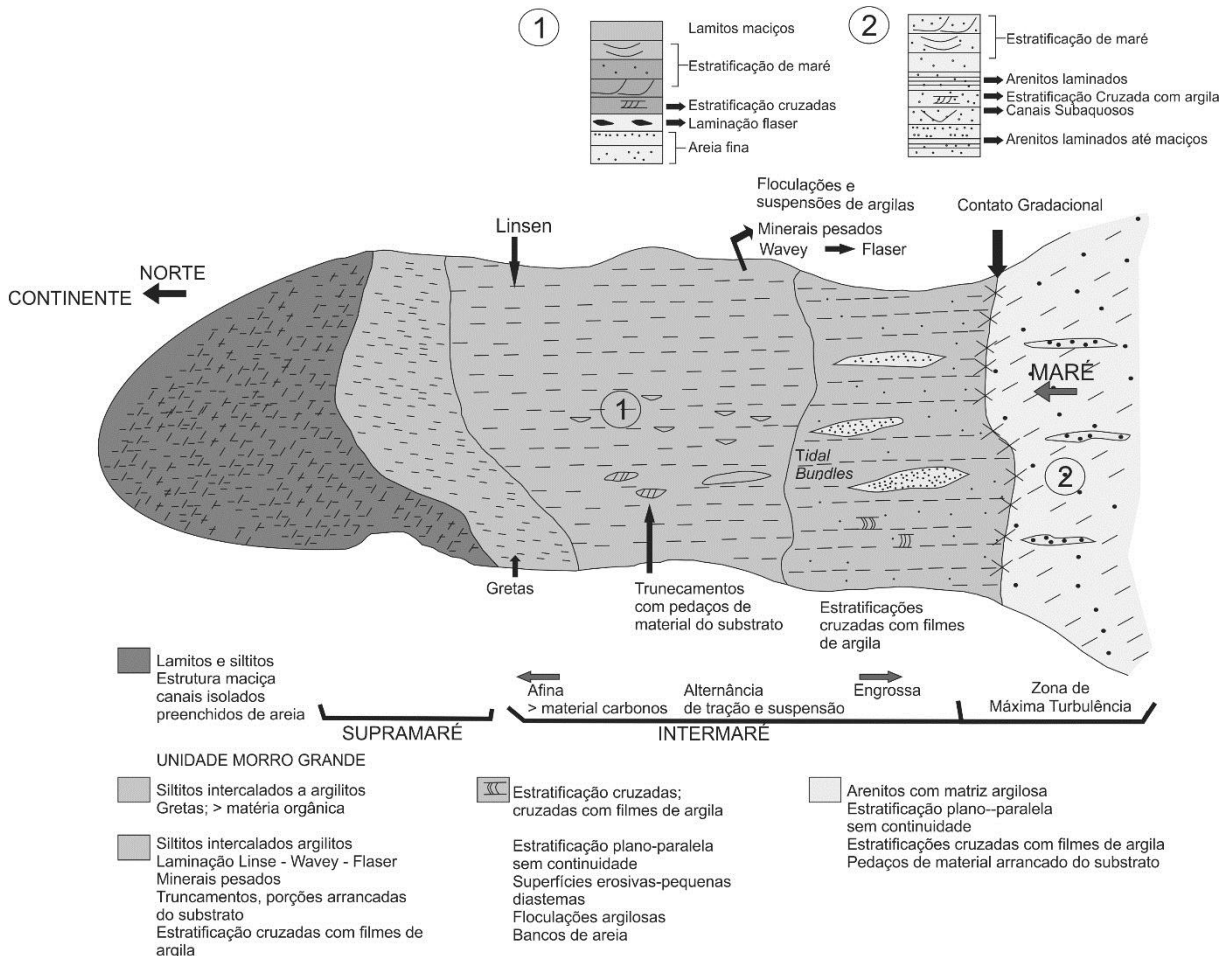 1
Lamitos maciços
Estratificação de maré
Estratificação cruzadas
Laminação flaser
Areia fina
2
Estratificação de maré
Arenitos laminados
Estratificação Cruzada com argila
Canais Subaquosos
Arenitos laminados até maciços
Floculações e
suspensões de argilas
Minerais pesados
Wavey Flaser
Contato Gradacional
Linsen
NORTE
CONTINENTE
1
MARÉ
Tidal
Bundles
2
Gretas
Trunecamentos
com pedaços de
material do substrato
Estratificações
cruzadas com filmes
de argila
Lamitos e siltitos
Estrutura maciça
canais isolados
preenchidos de areia
Afina
> material carbonos
Alternância
de tração e suspensão
Engrossa
Zona de
Máxima Turbulência
SUPRAMARÉ
INTERMARÉ
UNIDADE MORRO GRANDE
Siltitos intercalados a argilitos
Gretas; > matéria orgânica
Siltitos intercalados argilitos
Laminação Linse - Wavey - Flaser
Minerais pesados
Truncamentos, porções arrancadas
do substrato
Estratificação cruzadas com filmes de
argila
Estratificação cruzadas;
cruzadas com filmes de argila
Estratificação plano-paralela
sem continuidade
Superfícies erosivas-pequenas
diastemas
Floculações argilosas
Bancos de areia
Arenitos com matriz argilosa
Estratificação plano--paralela
sem continuidade
Estratificações cruzadas com filmes de argila
Pedaços de material arrancado do substrato